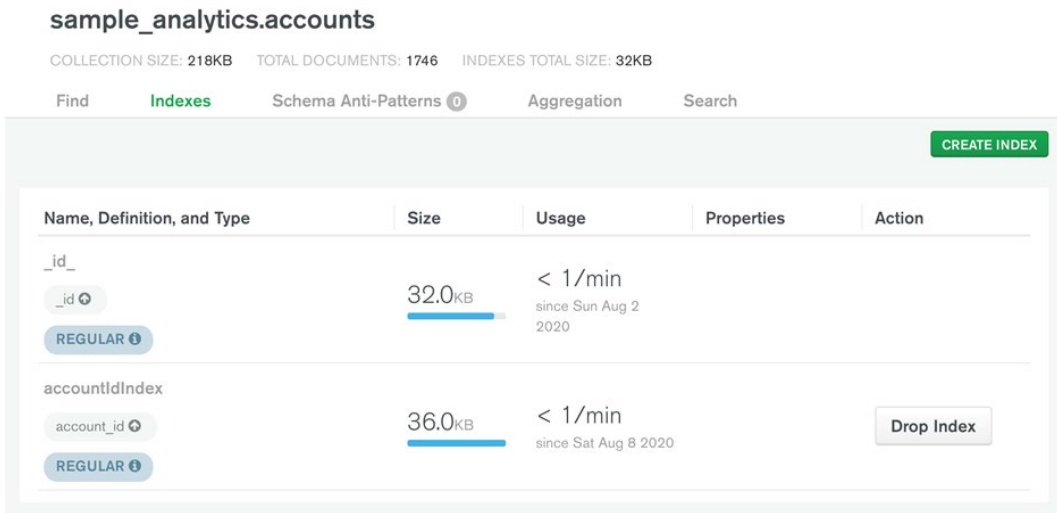 sample_analytics.accounts
COLLECTION SIZE: 218KB TOTAL DOCUMENTS: 1746 INDEXES TOTAL SIZE: 32KB
Find Indexes Schema Anti-Patterns 0 Aggregation Search
CREATE INDEX
Name, Definition, and Type Size Usage Properties Action
_id_
_id
REGULAR
32.0KB
< 1/min
since Sun Aug 2
2020
accountIdIndex
account_id
REGULAR
36.0KB
< 1/min
since Sat Aug 8 2020
Drop Index